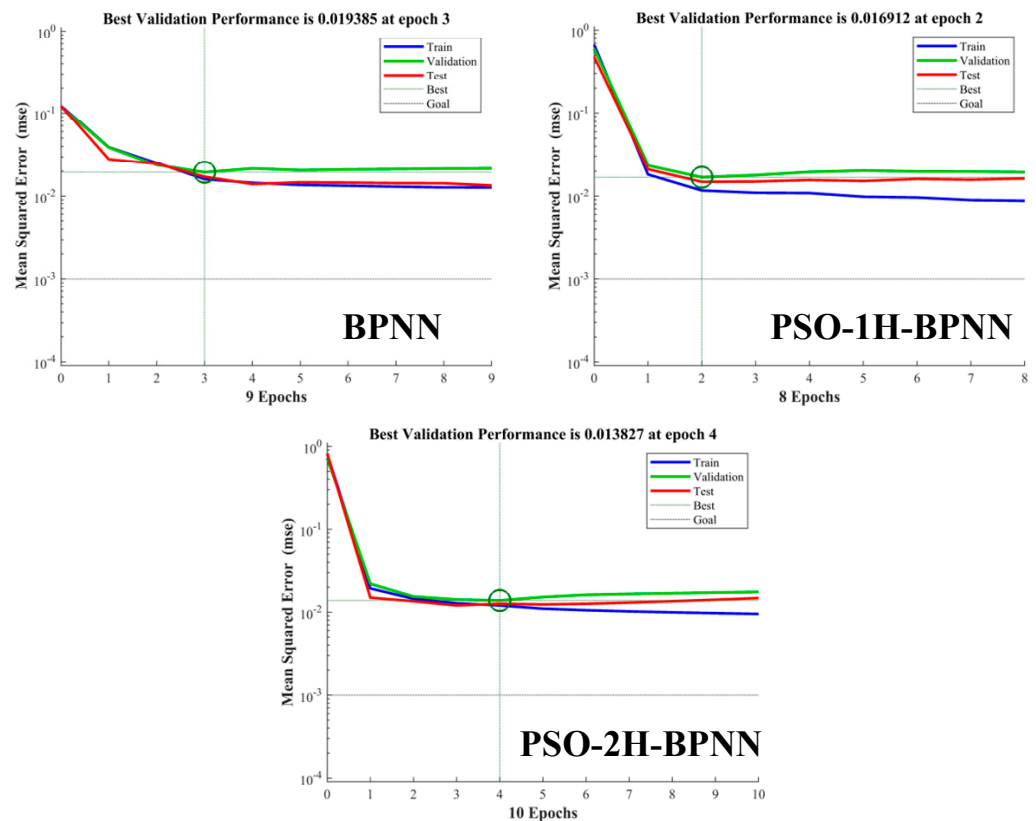 Best Validation Performance is 0.019385 at epoch 3
Mean Squared Error (mse)
10^0
10^-1
10^-2
10^-3
10^-4
Train
Validation
Test
Best
Goal
BPNN
0 1 2 3 4 5 6 7 8 9
9 Epochs
Best Validation Performance is 0.016912 at epoch 2
Mean Squared Error (mse)
10^0
10^-1
10^-2
10^-3
10^-4
Train
Validation
Test
Best
Goal
PSO-1H-BPNN
0 1 2 3 4 5 6 7 8
8 Epochs
Best Validation Performance is 0.013827 at epoch 4
Mean Squared Error (mse)
10^0
10^-1
10^-2
10^-3
10^-4
Train
Validation
Test
Best
Goal
PSO-2H-BPNN
0 1 2 3 4 5 6 7 8 9 10
10 Epochs